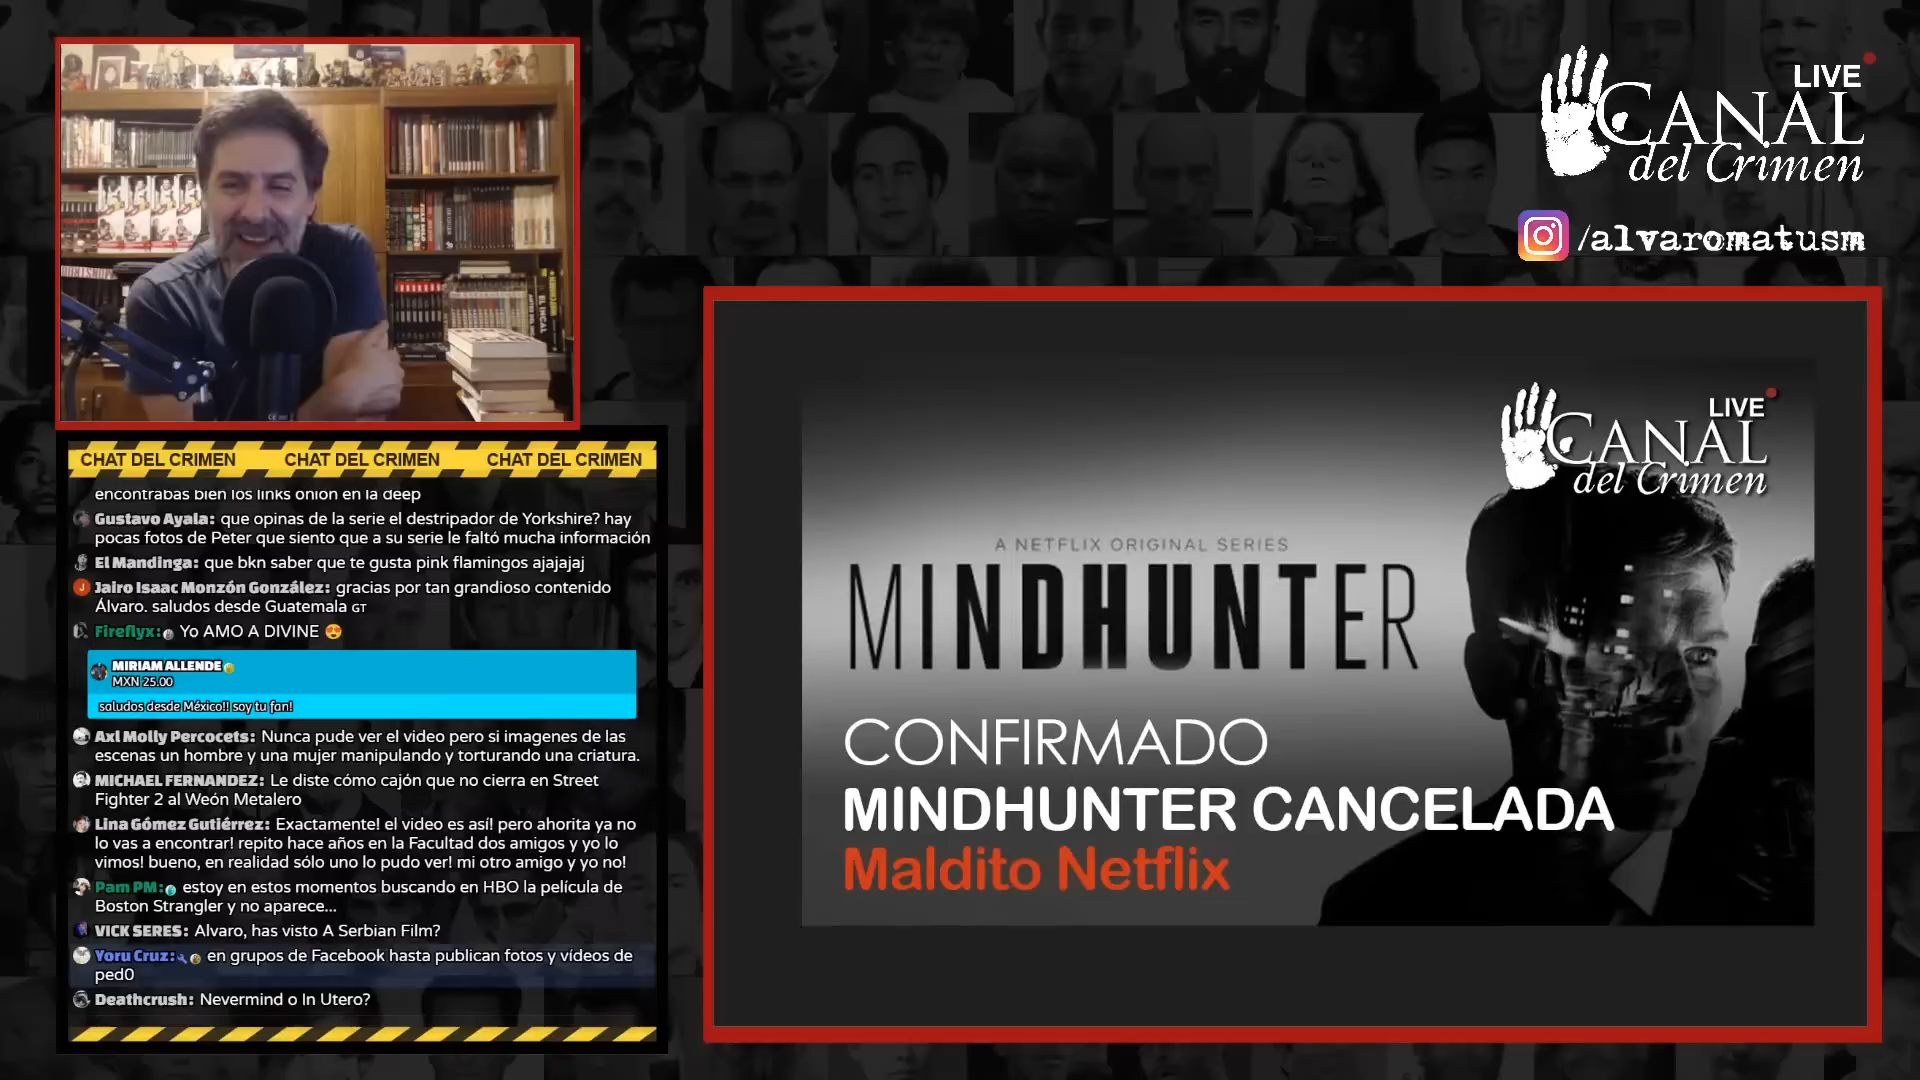 LIVE
CANAL
del Crimen
/alvaromatusm
CHAT DEL CRIMEN CHAT DEL CRIMEN CHAT DEL CRIMEN
encontrabas bien los links onion en la deep
Gustavo Ayala: que opinas de la serie el destripador de Yorkshire? hay
pocas fotos de Peter que siento que a su serie le faltó mucha información
El Mandinga: que bkn saber que te gusta pink flamingos ajajajaj
Jairo Isaac Monzón González: gracias por tan grandioso contenido
Álvaro. saludos desde Guatemala GT
Fireflyx: Yo AMO A DIVINE 😍
MIRIAM ALLENDE
MXN 25.00
saludos desde México!! soy tu fan!
Axl Molly Percocets: Nunca pude ver el video pero si imagenes de las
escenas un hombre y una mujer manipulando y torturando una criatura.
MICHAEL FERNANDEZ: Le diste cómo cajón que no cierra en Street
Fighter 2 al Weón Metalero
Lina Gómez Gutiérrez: Exactamente! el video es así! pero ahorita ya no
lo vas a encontrar! repito hace años en la Facultad dos amigos y yo lo
vimos! bueno, en realidad sólo uno lo pudo ver! mi otro amigo y yo no!
Pam PM: estoy en estos momentos buscando en HBO la película de
Boston Strangler y no aparece...
VICK SERES: Alvaro, has visto A Serbian Film?
Yoru Cruz: en grupos de Facebook hasta publican fotos y vídeos de
ped0
Deathcrush: Nevermind o In Utero?
LIVE
CANAL
del Crimen
A NETFLIX ORIGINAL SERIES
MINDHUNTER
CONFIRMADO
MINDHUNTER CANCELADA
Maldito Netflix
EL INCAL